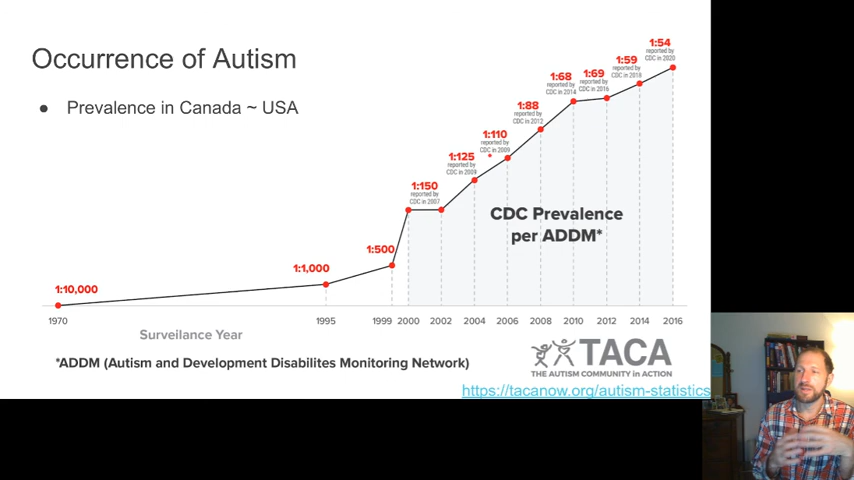 Occurrence of Autism
● Prevalence in Canada ~ USA
1:10,000
1:1,000
1:500
1:150
reported by
CDC in 2007
1:125
reported by
CDC in 2009
1:110
reported by
CDC in 2009
*
1:88
reported by
CDC in 2012
1:68
reported by
CDC in 2014
1:69
reported by
CDC in 2016
1:59
reported by
CDC in 2018
1:54
reported by
CDC in 2020
CDC Prevalence
per ADDM*
1970 1995 1999 2000 2002 2004 2006 2008 2010 2012 2014 2016
Surveilance Year
*ADDM (Autism and Development Disabilites Monitoring Network)
TACA
THE AUTISM COMMUNITY in ACTION
https://tacanow.org/autism-statistics